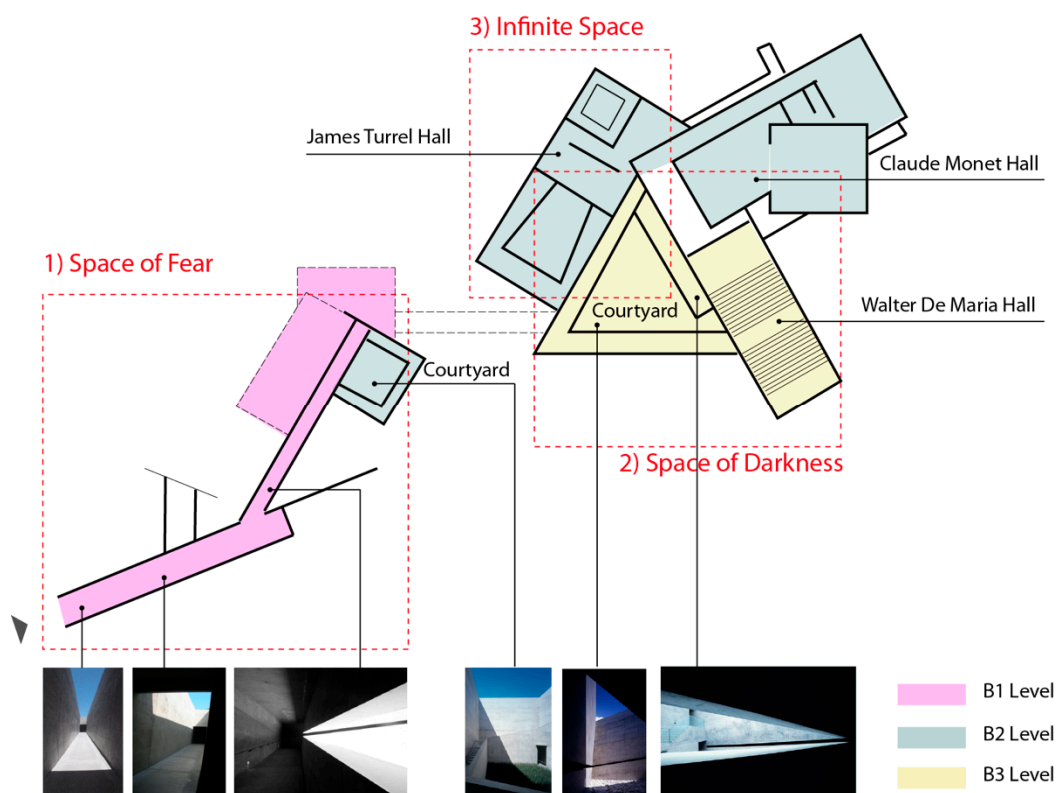 3) Infinite Space
James Turrel Hall
Claude Monet Hall
1) Space of Fear
Courtyard
Walter De Maria Hall
Courtyard
2) Space of Darkness
B1 Level
B2 Level
B3 Level